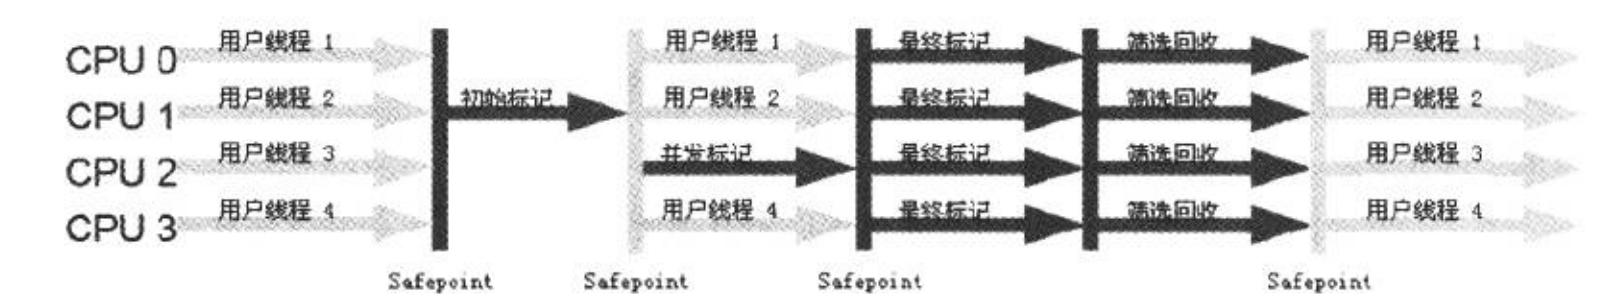 CPU 0 用户线程 1 用户线程 1 最终标记 筛选回收 用户线程 1
CPU 1 用户线程 2 初始标记 用户线程 2 最终标记 筛选回收 用户线程 2
CPU 2 用户线程 3 并发标记 最终标记 筛选回收 用户线程 3
CPU 3 用户线程 4 用户线程 4 最终标记 筛选回收 用户线程 4
Safepoint Safepoint Safepoint Safepoint